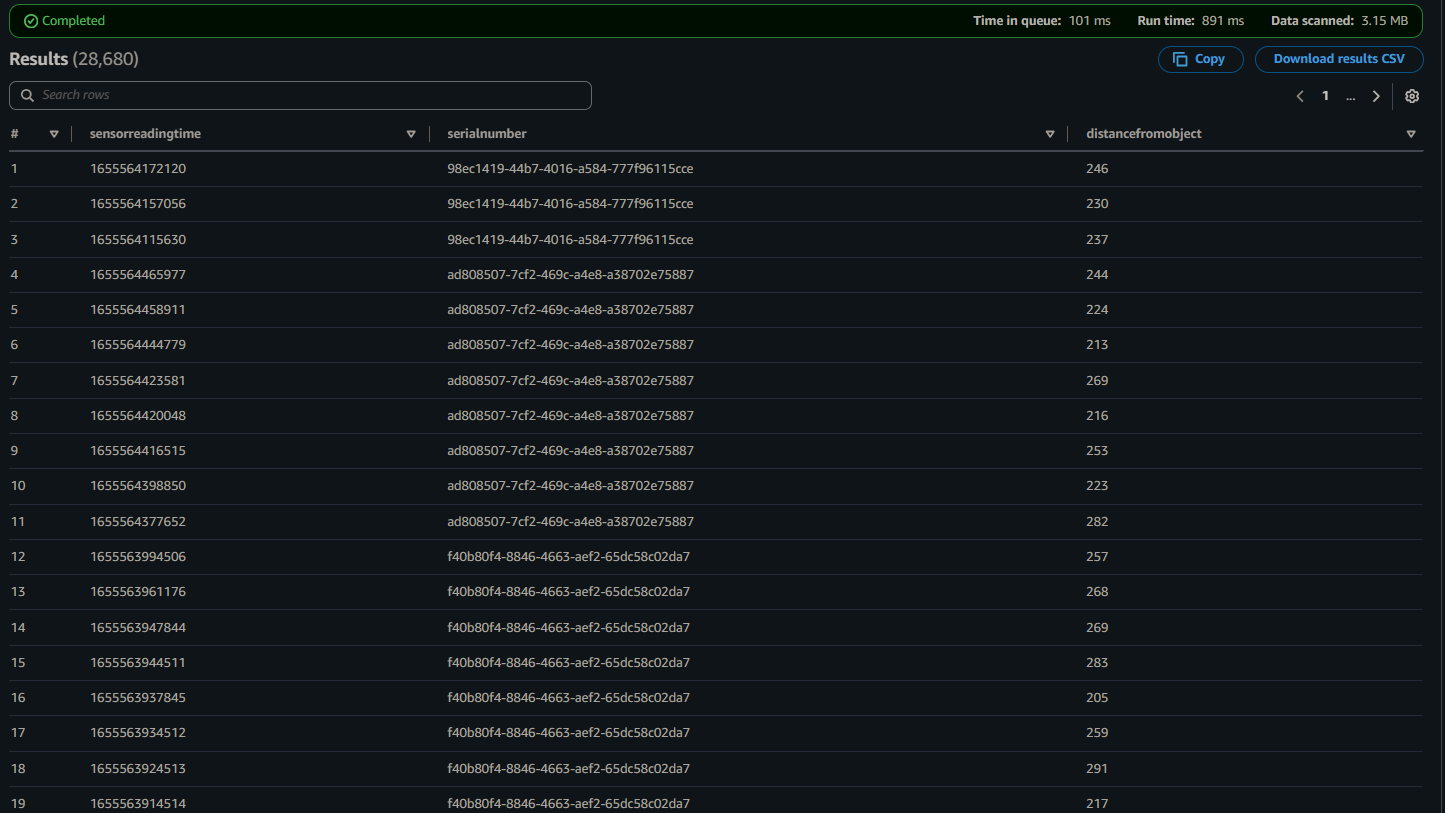 Completed Time in queue: 101 ms Run time: 891 ms Data scanned: 3.15 MB
Results (28,680) Copy Download results CSV
Search rows 1 ...
# sensorreadingtime serialnumber distancefromobject
1 1655564172120 98ec1419-44b7-4016-a584-777f96115cce 246
2 1655564157056 98ec1419-44b7-4016-a584-777f96115cce 230
3 1655564115630 98ec1419-44b7-4016-a584-777f96115cce 237
4 1655564465977 ad808507-7cf2-469c-a4e8-a38702e75887 244
5 1655564458911 ad808507-7cf2-469c-a4e8-a38702e75887 224
6 1655564444779 ad808507-7cf2-469c-a4e8-a38702e75887 213
7 1655564423581 ad808507-7cf2-469c-a4e8-a38702e75887 269
8 1655564420048 ad808507-7cf2-469c-a4e8-a38702e75887 216
9 1655564416515 ad808507-7cf2-469c-a4e8-a38702e75887 253
10 1655564398850 ad808507-7cf2-469c-a4e8-a38702e75887 223
11 1655564377652 ad808507-7cf2-469c-a4e8-a38702e75887 282
12 1655563994506 f40b80f4-8846-4663-aef2-65dc58c02da7 257
13 1655563961176 f40b80f4-8846-4663-aef2-65dc58c02da7 268
14 1655563947844 f40b80f4-8846-4663-aef2-65dc58c02da7 269
15 1655563944511 f40b80f4-8846-4663-aef2-65dc58c02da7 283
16 1655563937845 f40b80f4-8846-4663-aef2-65dc58c02da7 205
17 1655563934512 f40b80f4-8846-4663-aef2-65dc58c02da7 259
18 1655563924513 f40b80f4-8846-4663-aef2-65dc58c02da7 291
19 1655563914514 f40b80f4-8846-4663-aef2-65dc58c02da7 217